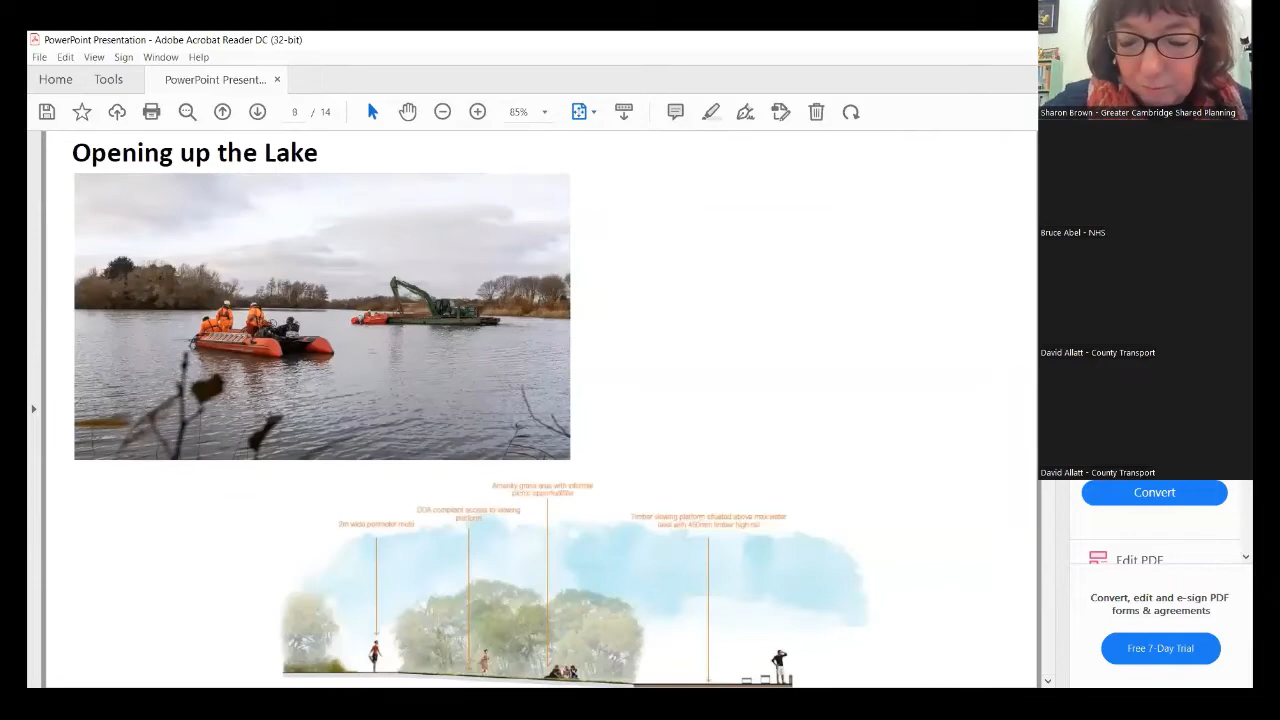 PowerPoint Presentation - Adobe Acrobat Reader DC (32-bit)
File Edit View Sign Window Help
Home Tools PowerPoint Present... ×
8 / 14 85%
Opening up the Lake
Amenity grass area with informal
picnic opportunities
DDA compliant access to viewing
platform
2m wide perimeter route
Timber viewing platform situated above max water
level with 450mm timber high rail
Sharon Brown - Greater Cambridge Shared Planning
Bruce Abel - NHS
David Allatt - County Transport
David Allatt - County Transport
Convert
Edit PDF
Convert, edit and e-sign PDF
forms & agreements
Free 7-Day Trial